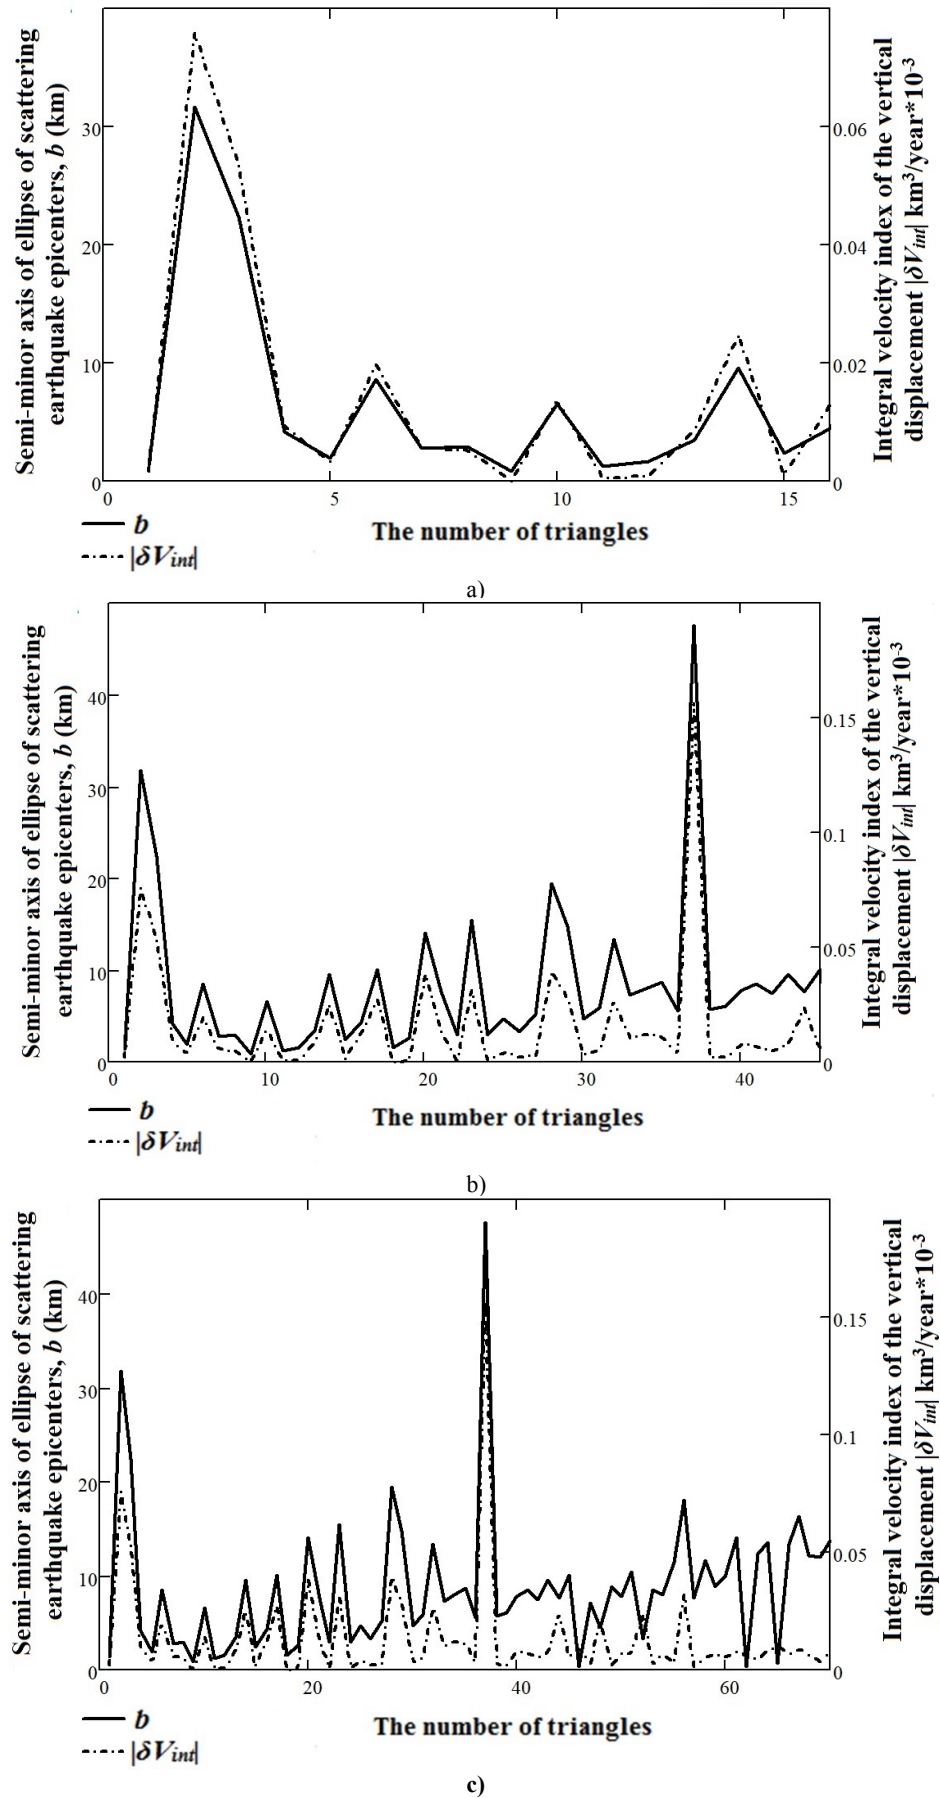 Semi-minor axis of ellipse of scattering
earthquake epicenters, b (km)
30
20
10
0
0.06
0.04
0.02
0
Integral velocity index of the vertical
displacement |δV_int| km³/year*10⁻³
0 5 10 15
b
|δV_int|
The number of triangles
a)
Semi-minor axis of ellipse of scattering
earthquake epicenters, b (km)
40
30
20
10
0
0.15
0.1
0.05
0
Integral velocity index of the vertical
displacement |δV_int| km³/year*10⁻³
0 10 20 30 40
b
|δV_int|
The number of triangles
b)
Semi-minor axis of ellipse of scattering
earthquake epicenters, b (km)
40
30
20
10
0
0.15
0.1
0.05
0
Integral velocity index of the vertical
displacement |δV_int| km³/year*10⁻³
0 20 40 60
b
|δV_int|
The number of triangles
c)